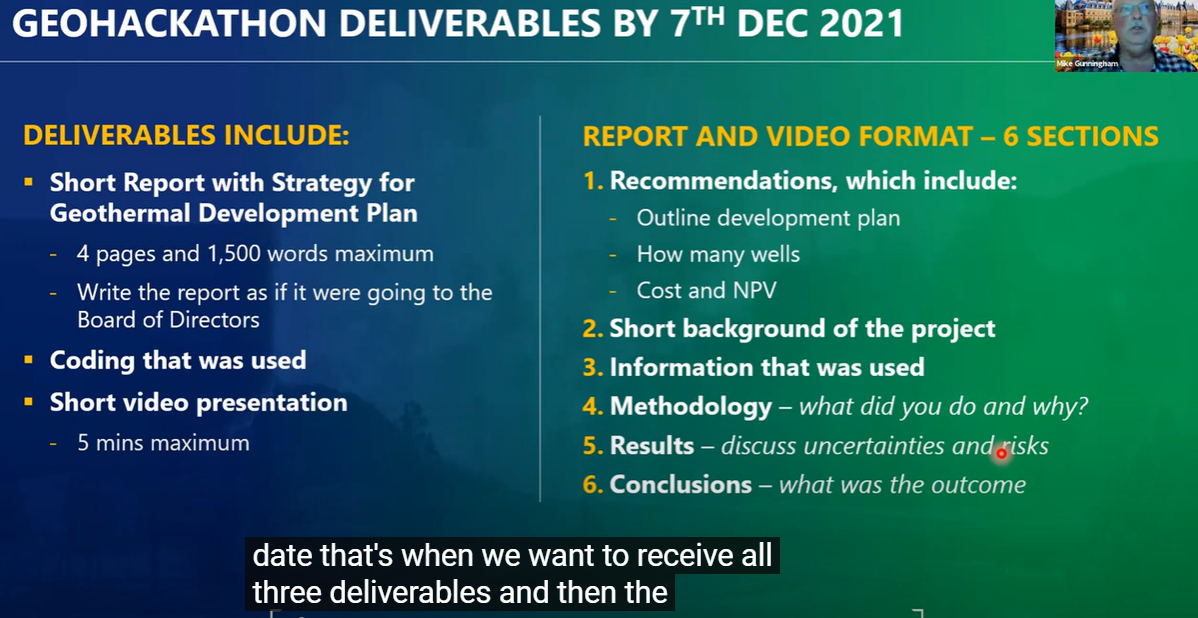 GEOHACKATHON DELIVERABLES BY 7TH DEC 2021
Mike Gunningham
DELIVERABLES INCLUDE:
▪ Short Report with Strategy for
Geothermal Development Plan
- 4 pages and 1,500 words maximum
- Write the report as if it were going to the
Board of Directors
▪ Coding that was used
▪ Short video presentation
- 5 mins maximum
REPORT AND VIDEO FORMAT – 6 SECTIONS
1. Recommendations, which include:
- Outline development plan
- How many wells
- Cost and NPV
2. Short background of the project
3. Information that was used
4. Methodology – what did you do and why?
5. Results – discuss uncertainties and risks
6. Conclusions – what was the outcome
date that's when we want to receive all
three deliverables and then the